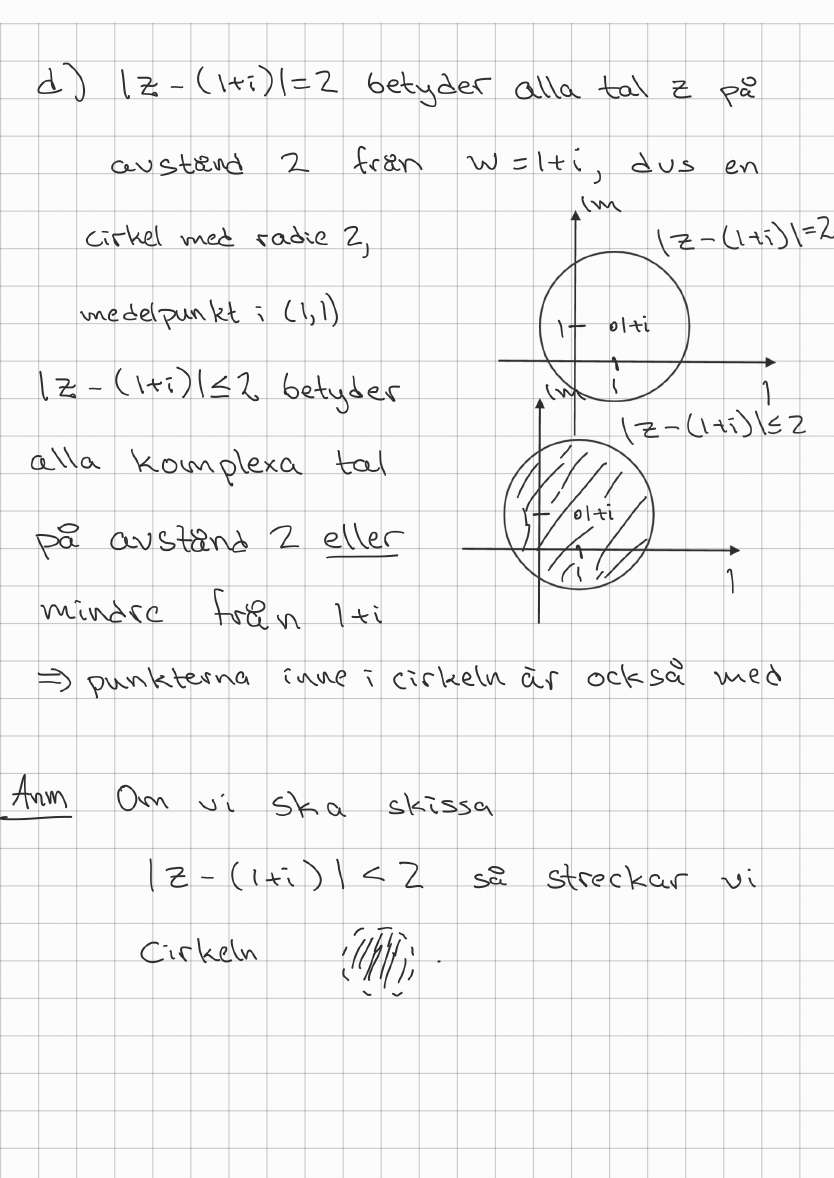 d) |z-(1+i)|=2 betyder alla tal z på
avstånd 2 från w=1+i, dvs en
cirkel med radie 2,
medelpunkt i (1,1)
Im
|z-(1+i)|=2
1
1+i
1
1
|z-(1+i)|≤2 betyder
alla komplexa tal
på avstånd 2 eller
mindre från 1+i
Im
|z-(1+i)|≤2
1
1+i
1
1
⇒ punkterna inne i cirkeln är också med
Anm Om vi ska skissa
|z-(1+i)|<2 så streckar vi
Cirkeln .